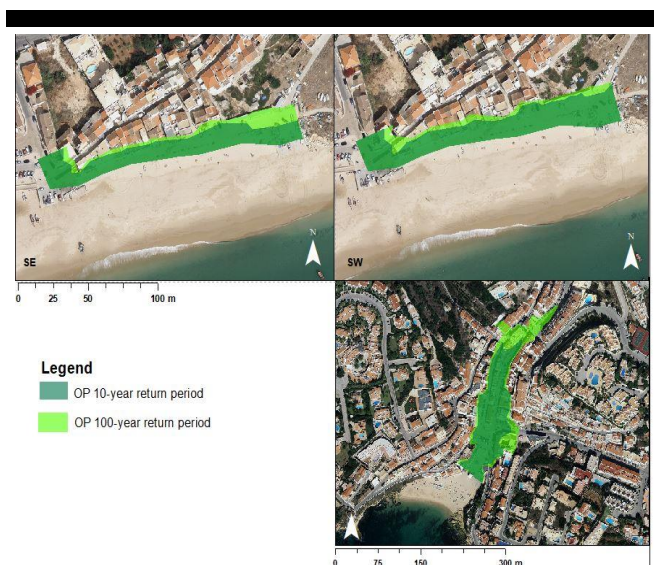 N
N
SE
SW
0 25 50 100 m
Legend
OP 10-year return period
OP 100-year return period
0 75 150 300 m